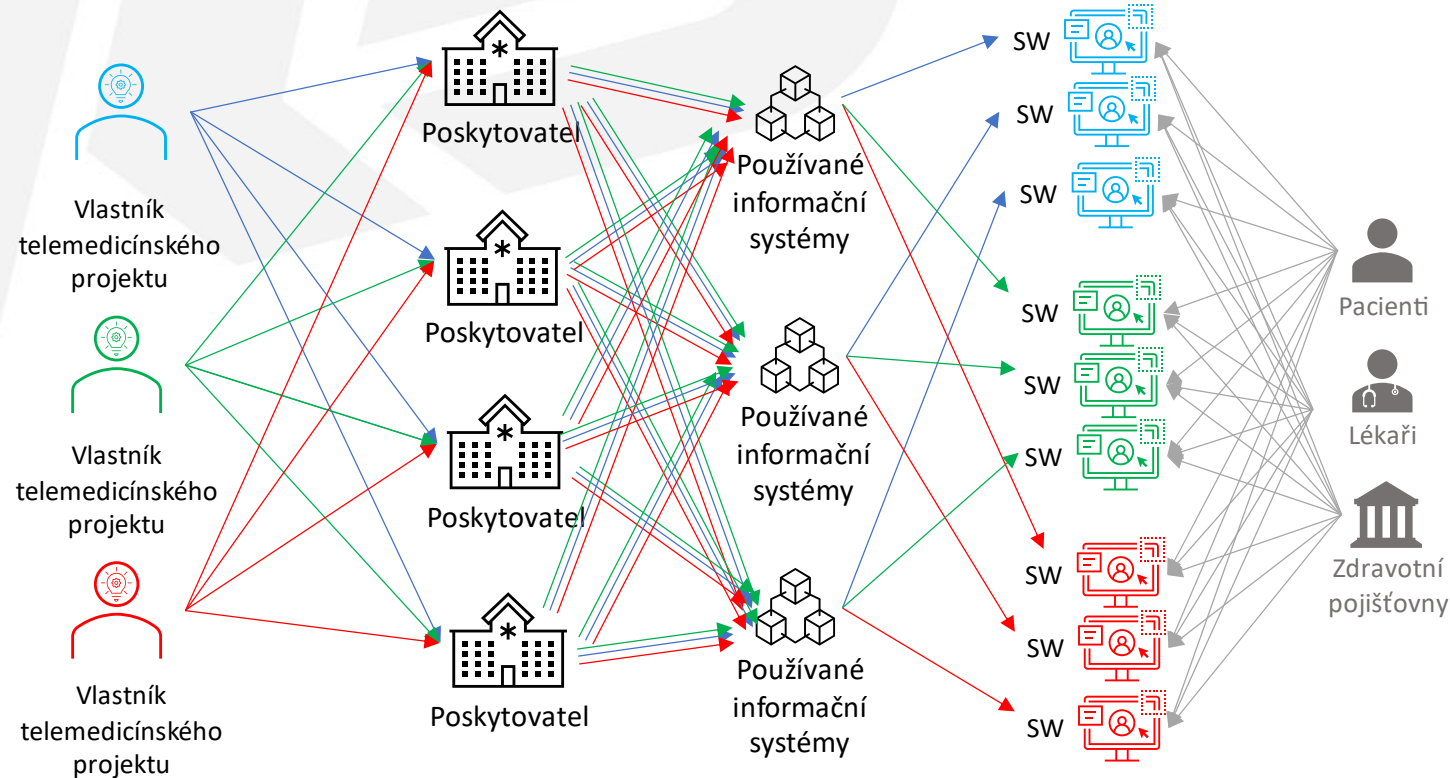 Vlastník
telemedicínského
projektu
Vlastník
telemedicínského
projektu
Vlastník
telemedicínského
projektu
Poskytovatel
Poskytovatel
Poskytovatel
Poskytovatel
Používané
informační
systémy
Používané
informační
systémy
Používané
informační
systémy
SW
SW
SW
SW
SW
SW
SW
SW
SW
Pacienti
Lékaři
Zdravotní
pojišťovny